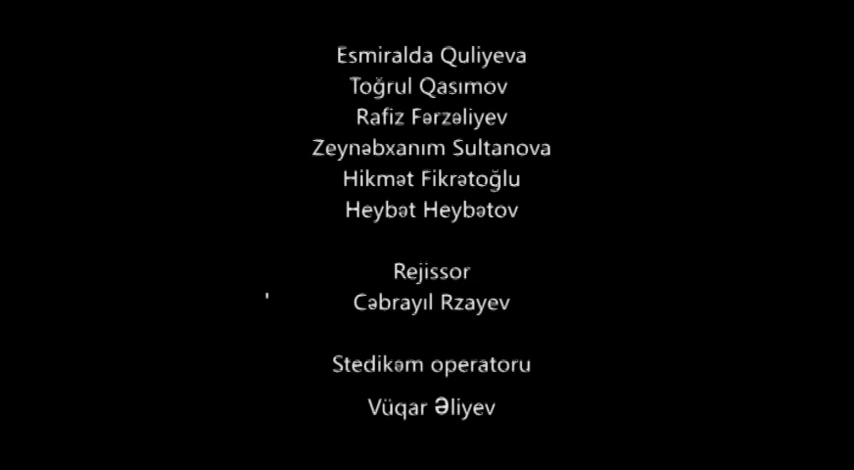 Esmiralda Quliyeva
Toğrul Qasımov
Rafiz Fərzəliyev
Zeynəbxanım Sultanova
Hikmət Fikrətoğlu
Heybət Heybətov
Rejissor
Cəbrayıl Rzayev
Stedikəm operatoru
Vüqar Əliyev